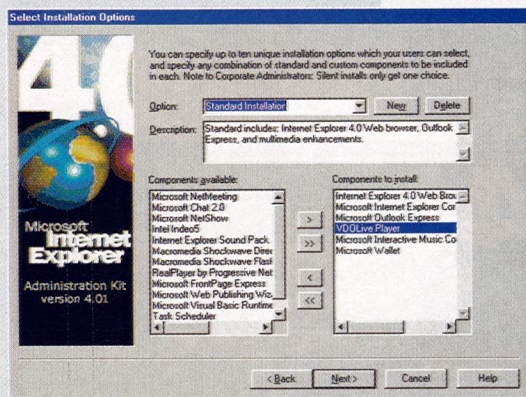 Select Installation Options
You can specify up to ten unique installation options which your users can select,
and specify any combination of standard and custom components to be included
in each. Note to Corporate Administrators: Silent installs only get one choice.
Option:
Standard Installation
New
Delete
Description:
Standard includes: Internet Explorer 4.0 Web browser, Outlook
Express, and multimedia enhancements.
Components available:
Microsoft NetMeeting
Microsoft Chat 2.0
Microsoft NetShow
Intel Indeo5
Internet Explorer Sound Pack
Macromedia Shockwave Direc
Macromedia Shockwave Flash
RealPlayer by Progressive Net
Microsoft FrontPage Express
Microsoft Web Publishing Wiz
Microsoft Visual Basic Runtime
Task Scheduler
>
>>
<
<<
Components to install:
Internet Explorer 4.0 Web Brow
Microsoft Internet Explorer Cor
Microsoft Outlook Express
VDOLive Player
Microsoft Interactive Music Co
Microsoft Wallet
4.0
Microsoft
Internet
Explorer
Administration Kit
version 4.01
< Back
Next >
Cancel
Help